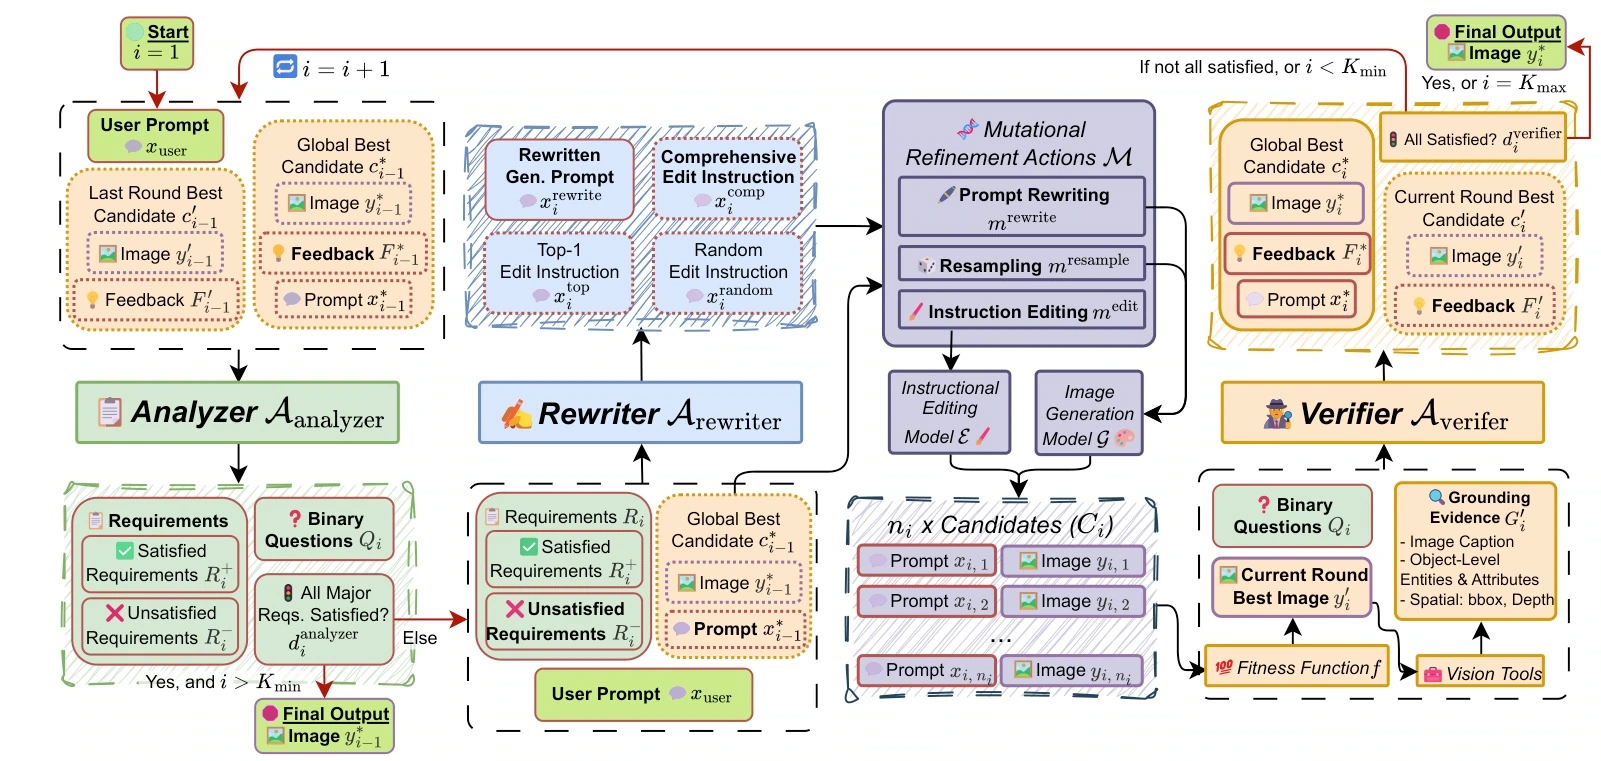 Start
i = 1
i = i + 1
User Prompt
x_user
Last Round Best
Candidate c′_{i−1}
Image y′_{i−1}
Feedback F′_{i−1}
Global Best
Candidate c*_{i−1}
Image y*_{i−1}
Feedback F*_{i−1}
Prompt x*_{i−1}
Analyzer 𝒜_analyzer
Requirements
Satisfied
Requirements R_i^+
Unsatisfied
Requirements R_i^−
Binary
Questions Q_i
All Major
Reqs. Satisfied?
d_i^analyzer
Else
Yes, and i > K_min
Final Output
Image y*_{i−1}
Rewritten
Gen. Prompt
x_i^rewrite
Comprehensive
Edit Instruction
x_i^comp
Top-1
Edit Instruction
x_i^top
Random
Edit Instruction
x_i^random
Rewriter 𝒜_rewriter
Requirements R_i
Satisfied
Requirements R_i^+
Unsatisfied
Requirements R_i^−
Global Best
Candidate c*_{i−1}
Image y*_{i−1}
Prompt x*_{i−1}
User Prompt x_user
Mutational
Refinement Actions ℳ
Prompt Rewriting
m^rewrite
Resampling m^resample
Instruction Editing m^edit
Instructional
Editing
Model ℰ
Image
Generation
Model 𝒢
n_i x Candidates (C_i)
Prompt x_{i, 1}
Image y_{i, 1}
Prompt x_{i, 2}
Image y_{i, 2}
...
Prompt x_{i, n_i}
Image y_{i, n_i}
If not all satisfied, or i < K_min
Final Output
Image y*_i
Yes, or i = K_max
Global Best
Candidate c*_i
Image y*_i
Feedback F*_i
Prompt x*_i
All Satisfied? d_i^verifier
Current Round Best
Candidate c′_i
Image y′_i
Feedback F′_i
Verifier 𝒜_verifer
Binary
Questions Q_i
Current Round
Best Image y′_i
Grounding
Evidence G′_i
- Image Caption
- Object-Level
Entities & Attributes
- Spatial: bbox, Depth
100 Fitness Function f
Vision Tools